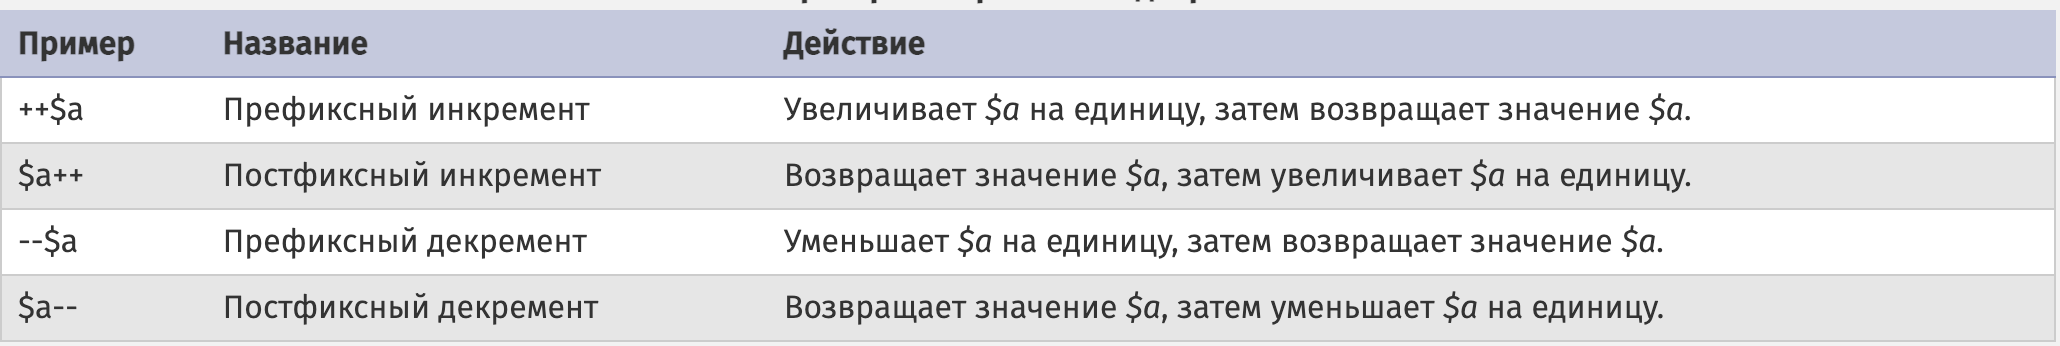 Пример Название Действие
++$a Префиксный инкремент Увеличивает $a на единицу, затем возвращает значение $a.
$a++ Постфиксный инкремент Возвращает значение $a, затем увеличивает $a на единицу.
--$a Префиксный декремент Уменьшает $a на единицу, затем возвращает значение $a.
$a-- Постфиксный декремент Возвращает значение $a, затем уменьшает $a на единицу.